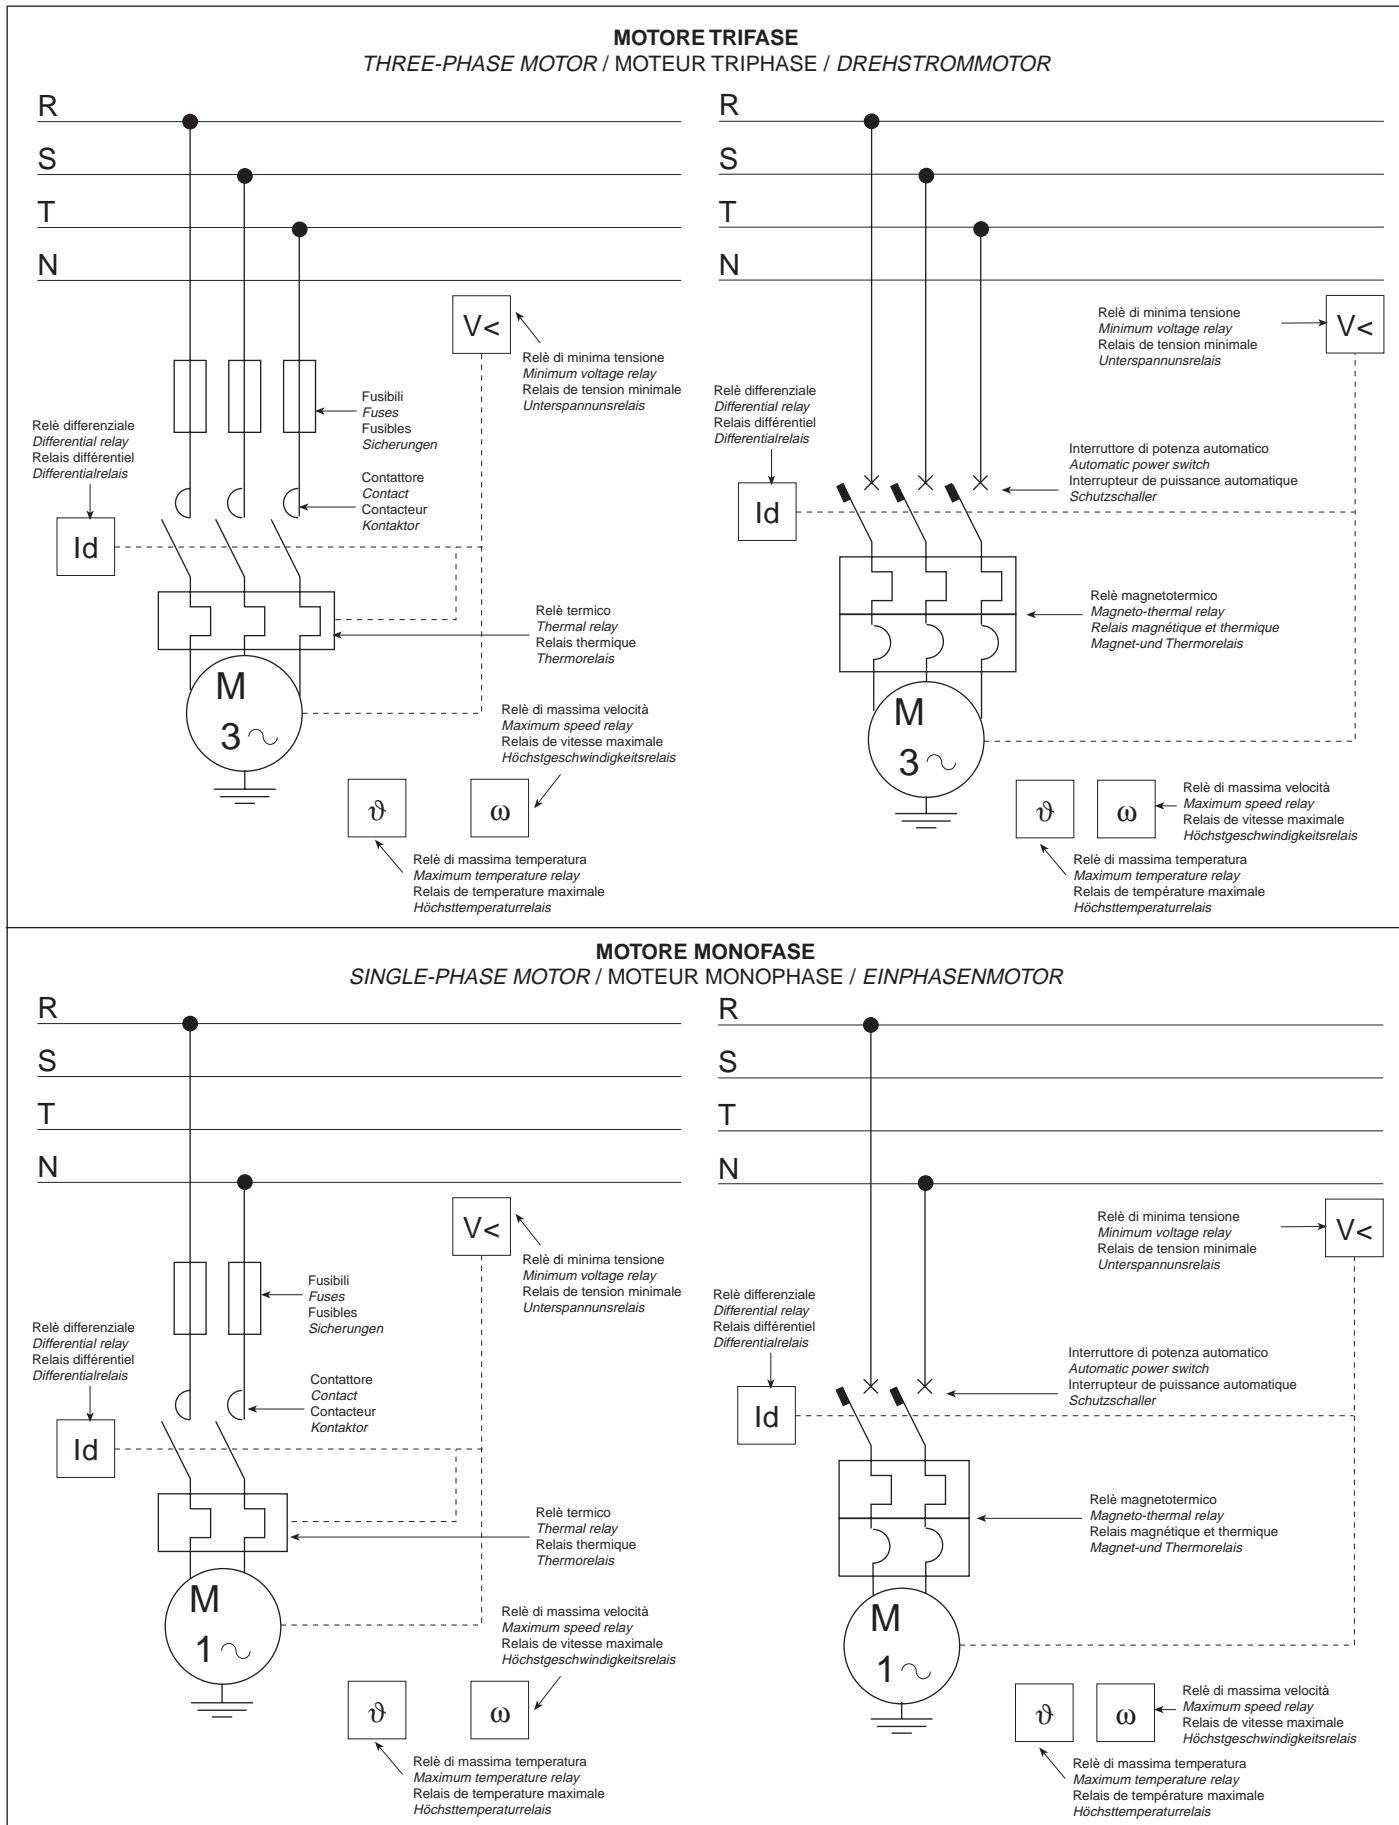 MOTORE TRIFASE
THREE-PHASE MOTOR / MOTEUR TRIPHASE / DREHSTROMMOTOR
R
S
T
N
V<
Relè di minima tensione
Minimum voltage relay
Relais de tension minimale
Unterspannunsrelais
Fusibili
Fuses
Fusibles
Sicherungen
Relè differenziale
Differential relay
Relais différentiel
Differentialrelais
Contattore
Contact
Contacteur
Kontaktor
Id
Relè termico
Thermal relay
Relais thermique
Thermorelais
M
3
Relè di massima velocità
Maximum speed relay
Relais de vitesse maximale
Höchstgeschwindigkeitsrelais
ϑ
ω
Relè di massima temperatura
Maximum temperature relay
Relais de temperature maximale
Höchsttemperaturrelais
R
S
T
N
Relè di minima tensione
Minimum voltage relay
Relais de tension minimale
Unterspannunsrelais
V<
Relè differenziale
Differential relay
Relais différentiel
Differentialrelais
Interruttore di potenza automatico
Automatic power switch
Interrupteur de puissance automatique
Schutzschaller
Id
Relè magnetotermico
Magneto-thermal relay
Relais magnétique et thermique
Magnet-und Thermorelais
M
3
ϑ
ω
Relè di massima velocità
Maximum speed relay
Relais de vitesse maximale
Höchstgeschwindigkeitsrelais
Relè di massima temperatura
Maximum temperature relay
Relais de température maximale
Höchsttemperaturrelais
MOTORE MONOFASE
SINGLE-PHASE MOTOR / MOTEUR MONOPHASE / EINPHASENMOTOR
R
S
T
N
V<
Relè di minima tensione
Minimum voltage relay
Relais de tension minimale
Unterspannunsrelais
Fusibili
Fuses
Fusibles
Sicherungen
Relè differenziale
Differential relay
Relais différentiel
Differentialrelais
Contattore
Contact
Contacteur
Kontaktor
Id
Relè termico
Thermal relay
Relais thermique
Thermorelais
M
1
Relè di massima velocità
Maximum speed relay
Relais de vitesse maximale
Höchstgeschwindigkeitsrelais
ϑ
ω
Relè di massima temperatura
Maximum temperature relay
Relais de temperature maximale
Höchsttemperaturrelais
R
S
T
N
Relè di minima tensione
Minimum voltage relay
Relais de tension minimale
Unterspannunsrelais
V<
Relè differenziale
Differential relay
Relais différentiel
Differentialrelais
Interruttore di potenza automatico
Automatic power switch
Interrupteur de puissance automatique
Schutzschaller
Id
Relè magnetotermico
Magneto-thermal relay
Relais magnétique et thermique
Magnet-und Thermorelais
M
1
ϑ
ω
Relè di massima velocità
Maximum speed relay
Relais de vitesse maximale
Höchstgeschwindigkeitsrelais
Relè di massima temperatura
Maximum temperature relay
Relais de température maximale
Höchsttemperaturrelais